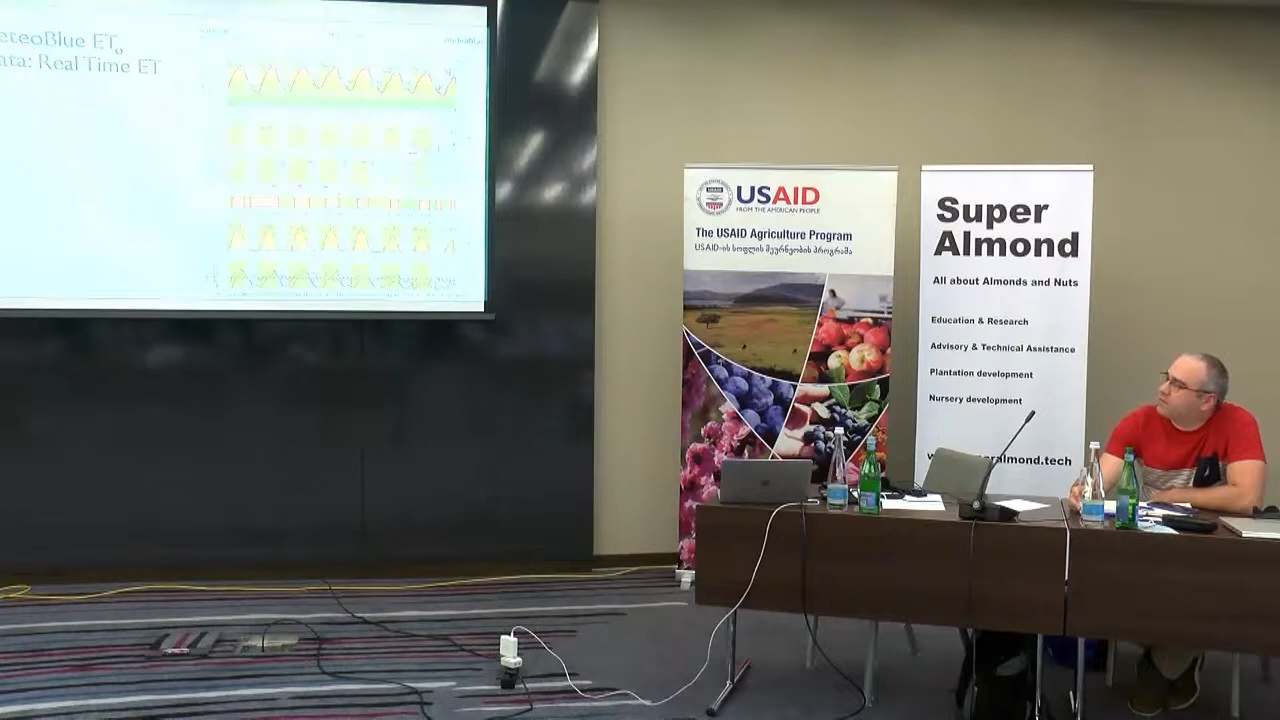 eteoBlue ET₀
ata: Real Time ET
USAID
FROM THE AMERICAN PEOPLE
The USAID Agriculture Program
USAID-ის სოფლის მეურნეობის პროგრამა
Super
Almond
All about Almonds and Nuts
Education & Research
Advisory & Technical Assistance
Plantation development
Nursery development
eralmond.tech